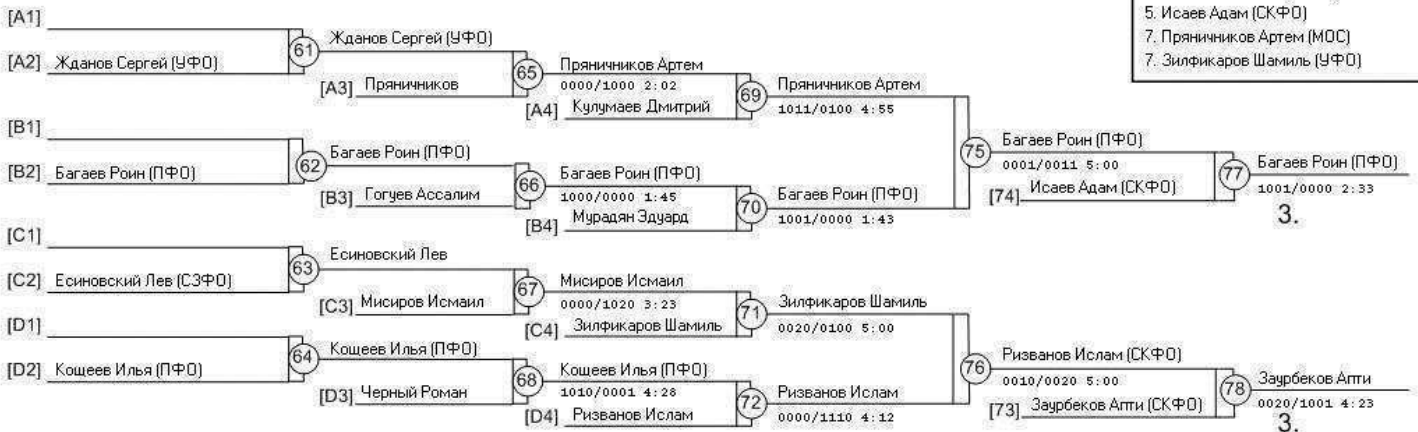 5. Исаев Адам (СКФО)
7. Пряничников Артем (МОС)
7. Зилфикаров Шамиль (УФО)
[A1]
[A2] Жданов Сергей (УФО)
61
Жданов Сергей (УФО)
[A3] Пряничников
65
Пряничников Артем
0000/1000 2:02
[A4] Кулумаев Дмитрий
69
Пряничников Артем
1011/0100 4:55
[B1]
[B2] Багаев Роин (ПФО)
62
Багаев Роин (ПФО)
[B3] Гогуев Ассалим
66
Багаев Роин (ПФО)
1000/0000 1:45
[B4] Мурадян Эдуард
70
Багаев Роин (ПФО)
1001/0000 1:43
75
Багаев Роин (ПФО)
0001/0011 5:00
[74] Исаев Адам (СКФО)
77
Багаев Роин (ПФО)
1001/0000 2:33
3.
[C1]
[C2] Есиновский Лев (СЗФО)
63
Есиновский Лев
[C3] Мисиров Исмаил
67
Мисиров Исмаил
0000/1020 3:23
[C4] Зилфикаров Шамиль
71
Зилфикаров Шамиль
0020/0100 5:00
[D1]
[D2] Кощеев Илья (ПФО)
64
Кощеев Илья (ПФО)
[D3] Черный Роман
68
Кощеев Илья (ПФО)
1010/0001 4:28
[D4] Ризванов Ислам
72
Ризванов Ислам
0000/1110 4:12
76
Ризванов Ислам (СКФО)
0010/0020 5:00
[73] Заурбеков Апти (СКФО)
78
Заурбеков Апти
0020/1001 4:23
3.